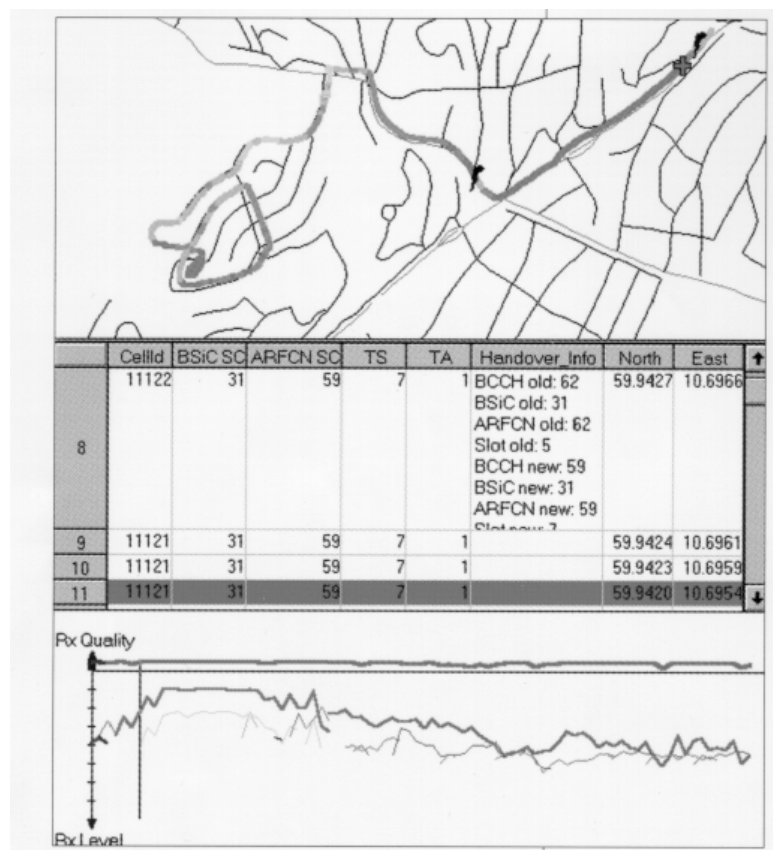 CellId BSiC SC ARFCN SC TS TA Handover_Info North East
8 11122 31 59 7 1 BCCH old: 62 59.9427 10.6966
BSiC old: 31
ARFCN old: 62
Slot old: 5
BCCH new: 59
BSiC new: 31
ARFCN new: 59
Slot new: 7
9 11121 31 59 7 1 59.9424 10.6961
10 11121 31 59 7 1 59.9423 10.6959
11 11121 31 59 7 1 59.9420 10.6954
Rx Quality
Rx Level